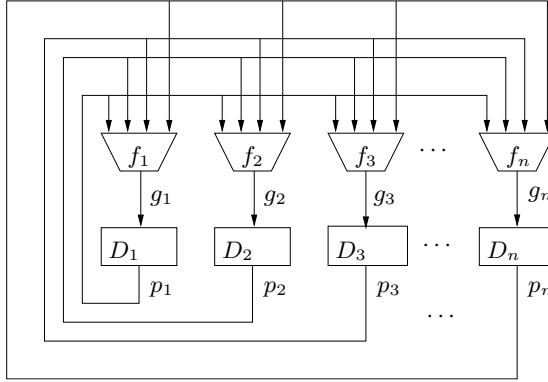 f₁ f₂ f₃ ··· fₙ
g₁ g₂ g₃ gₙ
D₁ D₂ D₃ ··· Dₙ
p₁ p₂ p₃ ··· pₙ